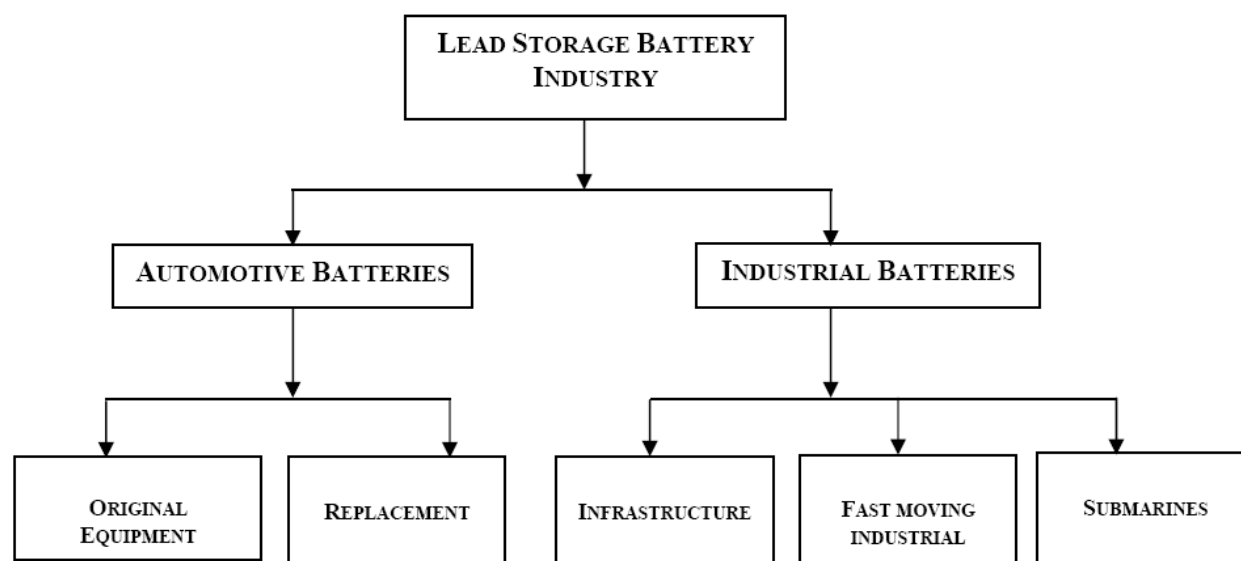 LEAD STORAGE BATTERY
INDUSTRY
AUTOMOTIVE BATTERIES
INDUSTRIAL BATTERIES
ORIGINAL
EQUIPMENT
REPLACEMENT
INFRASTRUCTURE
FAST MOVING
INDUSTRIAL
SUBMARINES